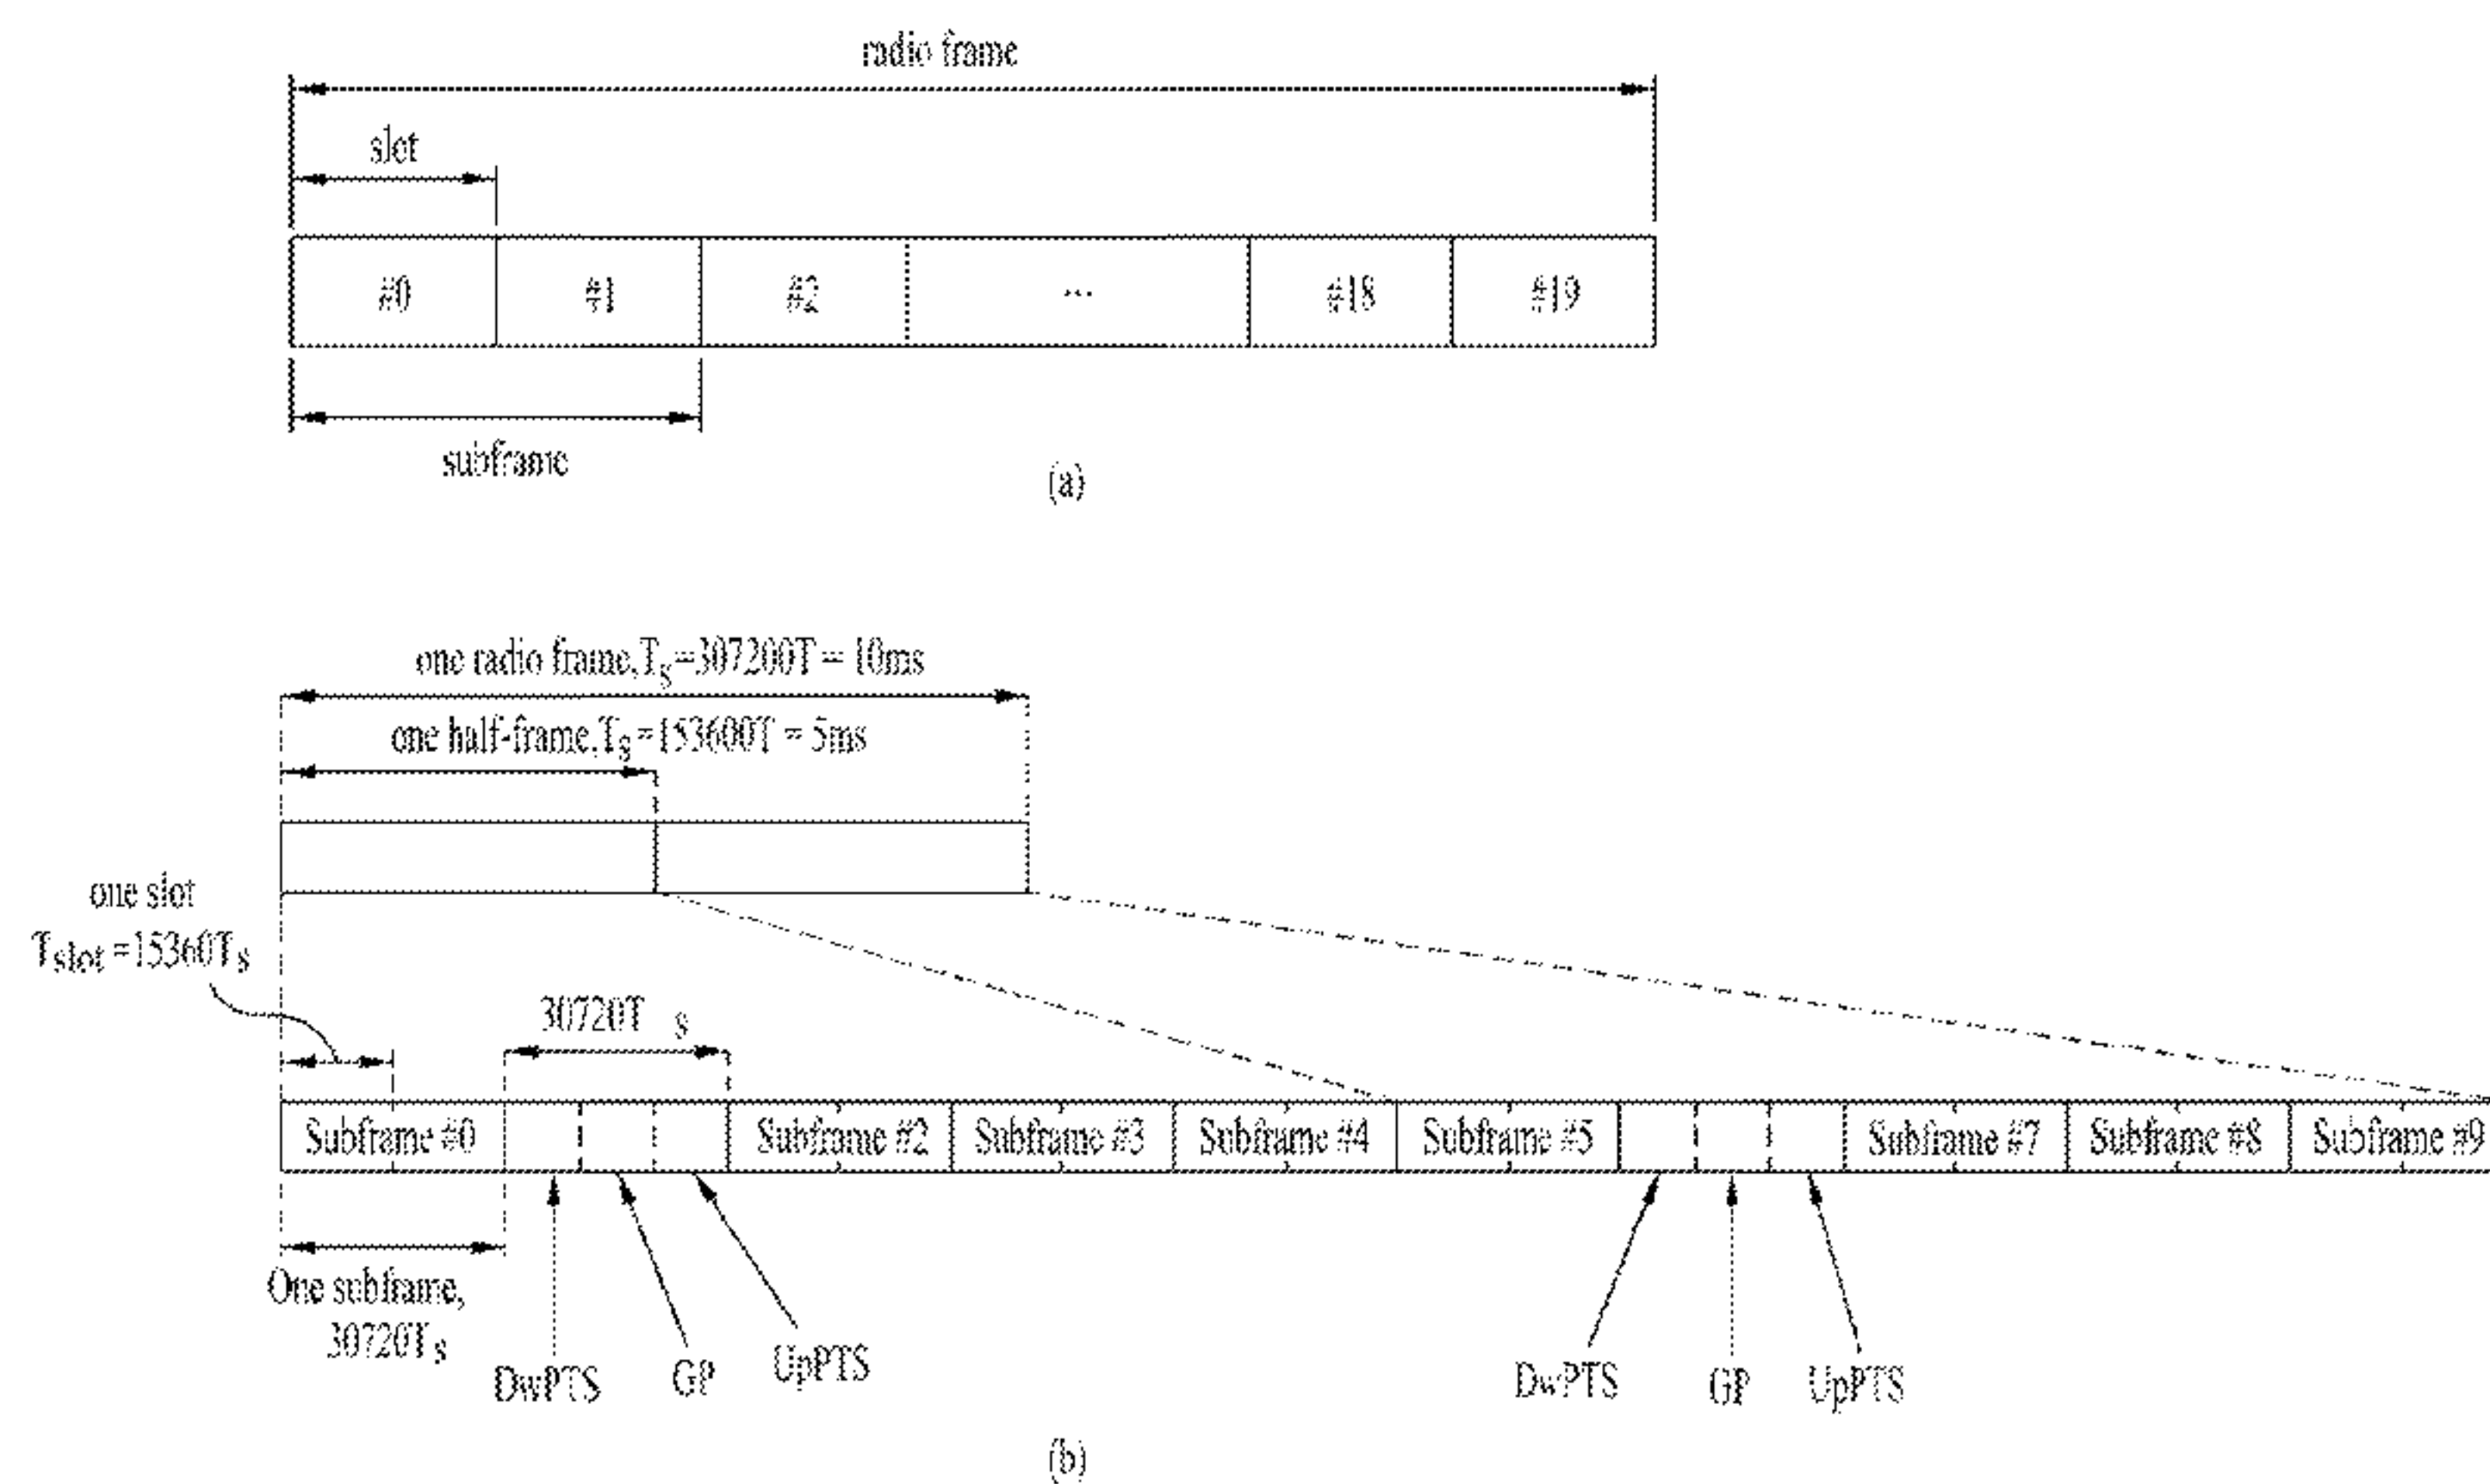 radio frame
slot
#0 #1 #2 ... #18 #19
subframe
(a)
one radio frame,Ts=307200T = 10ms
one half-frame,Ts=153600T = 5ms
one slot
Tslot =15360Ts
30720T s
Subframe #0 Subframe #2 Subframe #3 Subframe #4 Subframe #5 Subframe #7 Subframe #8 Subframe #9
One subframe,
30720Ts
DwPTS GP UpPTS DwPTS GP UpPTS
(b)